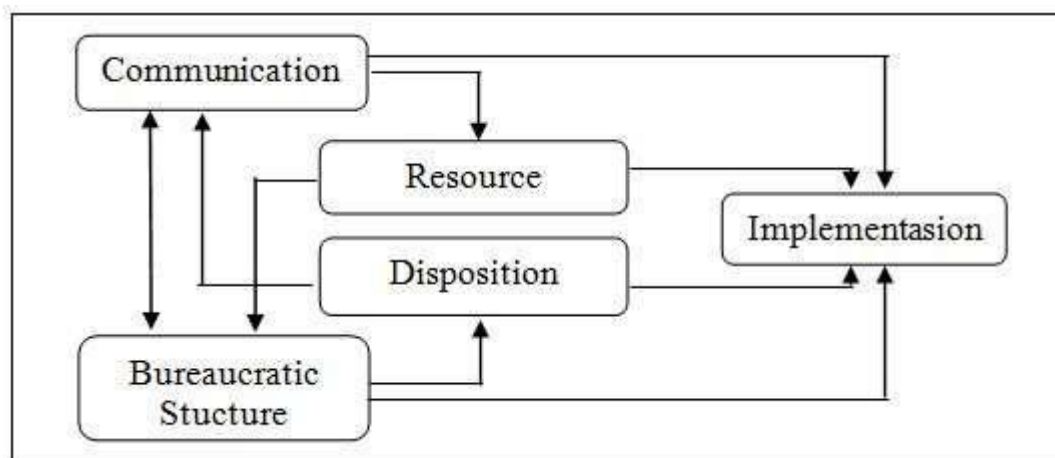 Communication
Resource
Implementasion
Disposition
Bureaucratic
Stucture